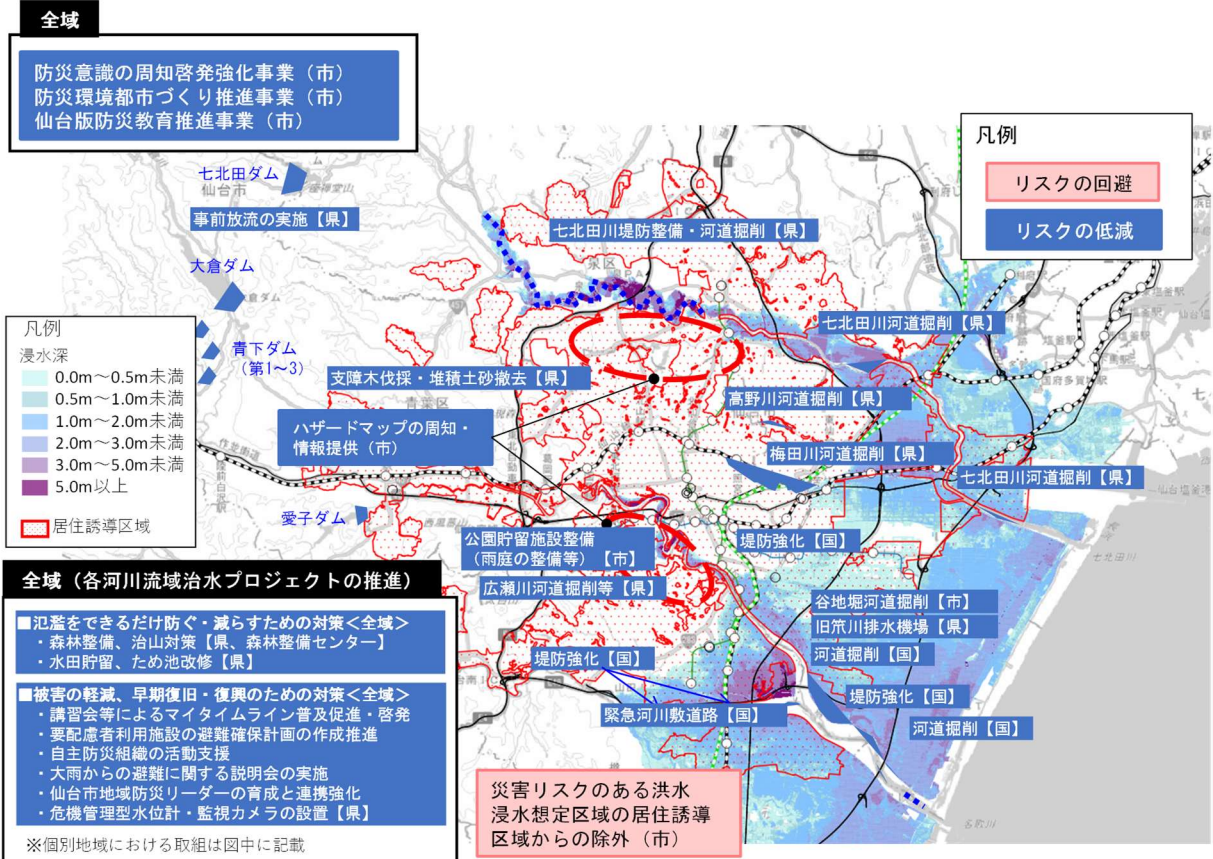 全域
防災意識の周知啓発強化事業（市）
防災環境都市づくり推進事業（市）
仙台版防災教育推進事業（市）
凡例
リスクの回避
リスクの低減
七北田ダム
仙台市
事前放流の実施【県】
七北田川堤防整備・河道掘削【県】
泉区
大倉ダム
七北田川河道掘削【県】
凡例
浸水深
0.0m～0.5m未満
0.5m～1.0m未満
1.0m～2.0m未満
2.0m～3.0m未満
3.0m～5.0m未満
5.0m以上
居住誘導区域
青下ダム
（第1～3）
支障木伐採・堆積土砂撤去【県】
青葉区
高野川河道掘削【県】
ハザードマップの周知・
情報提供（市）
梅田川河道掘削【県】
七北田川河道掘削【県】
愛子ダム
公園貯留施設整備
（雨庭の整備等）【市】
堤防強化【国】
七北田川
広瀬川河道掘削等【県】
谷地堀河道掘削【市】
旧笊川排水機場【県】
河道掘削【国】
堤防強化【国】
堤防強化【国】
緊急河川敷道路【国】
河道掘削【国】
名取川
災害リスクのある洪水
浸水想定区域の居住誘導
区域からの除外（市）
全域（各河川流域治水プロジェクトの推進）
■氾濫をできるだけ防ぐ・減らすための対策＜全域＞
・森林整備、治山対策【県、森林整備センター】
・水田貯留、ため池改修【県】
■被害の軽減、早期復旧・復興のための対策＜全域＞
・講習会等によるマイタイムライン普及促進・啓発
・要配慮者利用施設の避難確保計画の作成推進
・自主防災組織の活動支援
・大雨からの避難に関する説明会の実施
・仙台市地域防災リーダーの育成と連携強化
・危機管理型水位計・監視カメラの設置【県】
※個別地域における取組は図中に記載